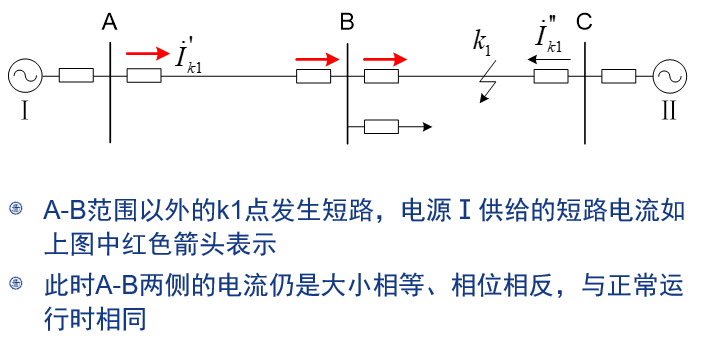 A
B
C
İ'k1
k1
İ''k1
Ⅰ
Ⅱ
A-B范围以外的k1点发生短路，电源Ⅰ供给的短路电流如
上图中红色箭头表示
此时A-B两侧的电流仍是大小相等、相位相反，与正常运
行时相同